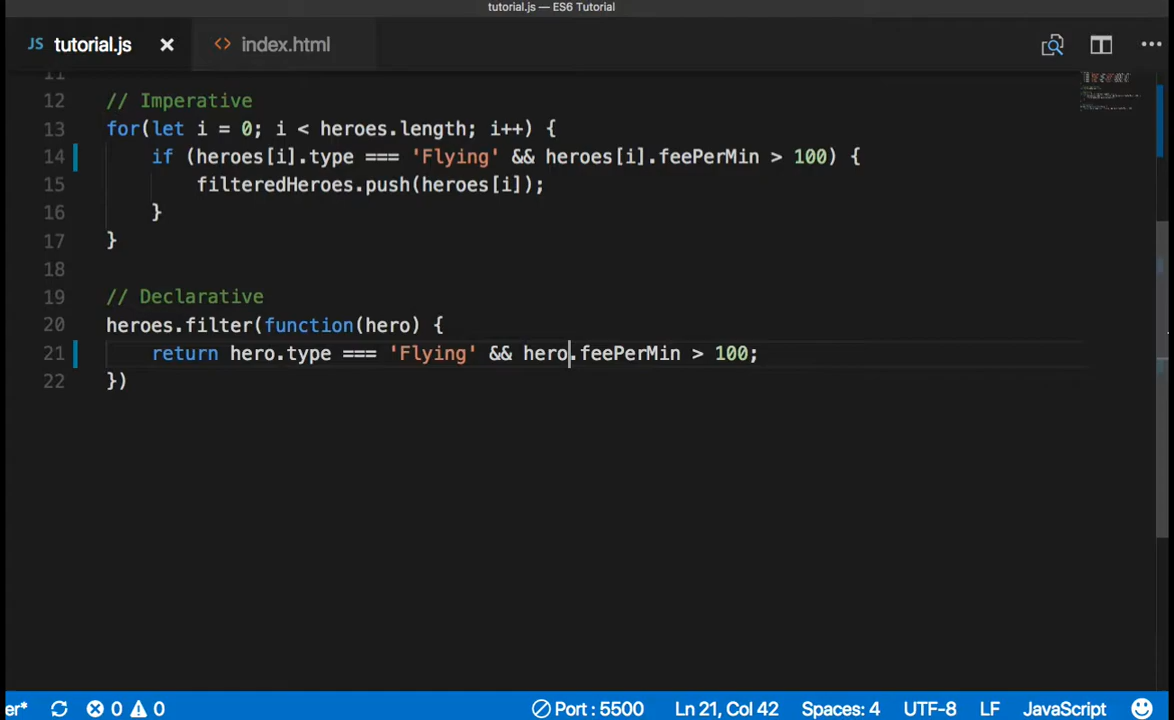 tutorial.js — ES6 Tutorial
JS tutorial.js × <> index.html
11
12 // Imperative
13 for(let i = 0; i < heroes.length; i++) {
14 if (heroes[i].type === 'Flying' && heroes[i].feePerMin > 100) {
15 filteredHeroes.push(heroes[i]);
16 }
17 }
18
19 // Declarative
20 heroes.filter(function(hero) {
21 return hero.type === 'Flying' && hero.feePerMin > 100;
22 })
er* 0 0 Port : 5500 Ln 21, Col 42 Spaces: 4 UTF-8 LF JavaScript